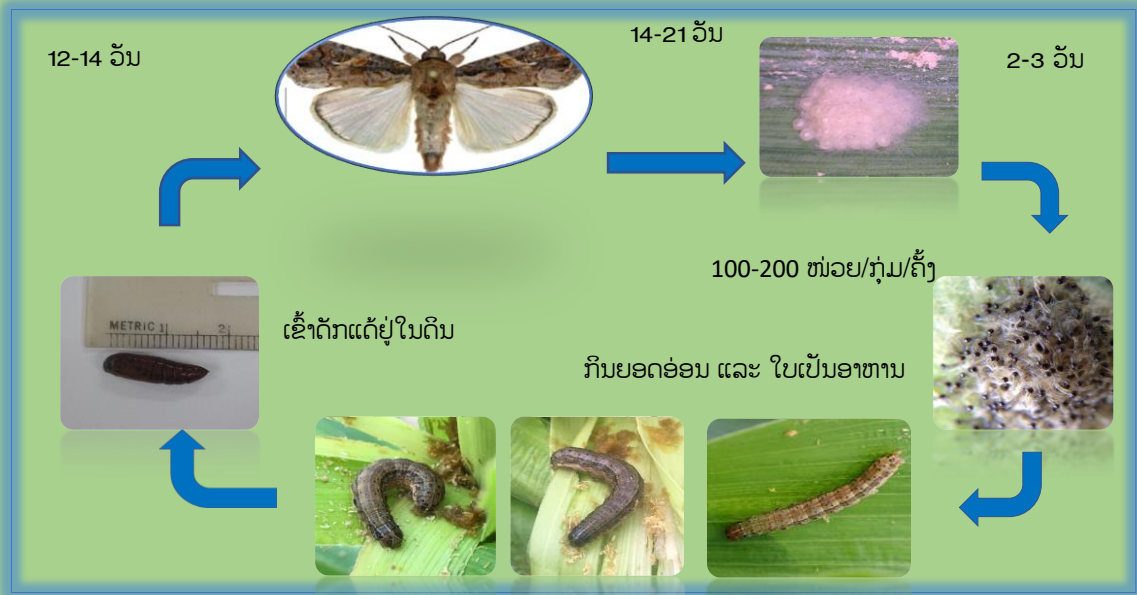 12-14 ວັນ
14-21 ວັນ
2-3 ວັນ
100-200 ໜ່ວຍ/ກຸ່ມ/ຄັ້ງ
ເຂົ້າດັກແດ້ຢູ່ໃນດິນ
METRIC 1 2
ກິນຍອດອ່ອນ ແລະ ໃບເປັນອາຫານ